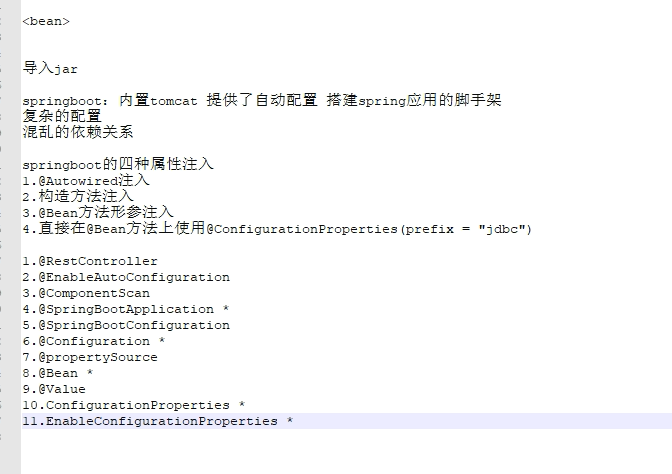 <bean>
导入jar
springboot：内置tomcat 提供了自动配置 搭建spring应用的脚手架
复杂的配置
混乱的依赖关系
springboot的四种属性注入
1.@Autowired注入
2.构造方法注入
3.@Bean方法形参注入
4.直接在@Bean方法上使用@ConfigurationProperties(prefix = "jdbc")
1.@RestController
2.@EnableAutoConfiguration
3.@ComponentScan
4.@SpringBootApplication *
5.@SpringBootConfiguration
6.@Configuration *
7.@propertySource
8.@Bean *
9.@Value
10.ConfigurationProperties *
11.EnableConfigurationProperties *